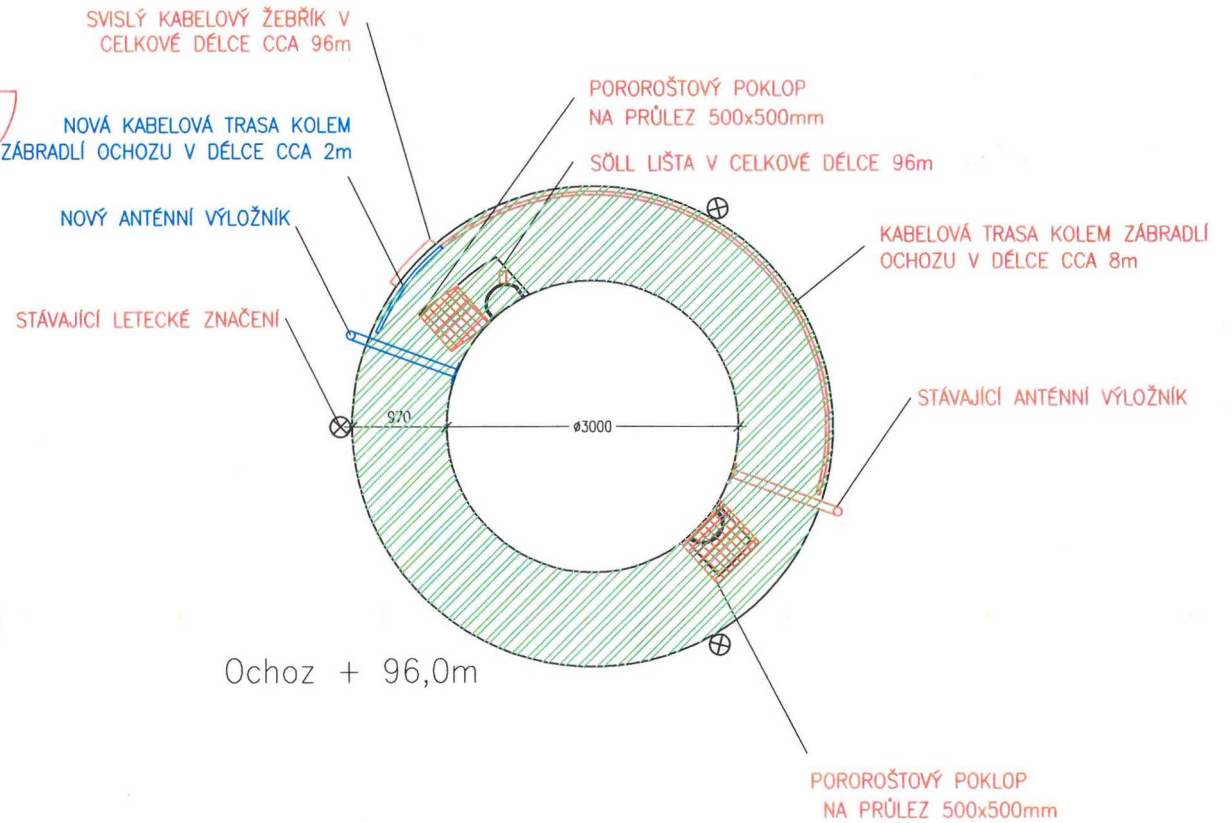 SVISLÝ KABELOVÝ ŽEBŘÍK V
CELKOVÉ DÉLCE CCA 96m
NOVÁ KABELOVÁ TRASA KOLEM
ZÁBRADLÍ OCHOZU V DÉLCE CCA 2m
NOVÝ ANTÉNNÍ VÝLOŽNÍK
STÁVAJÍCÍ LETECKÉ ZNAČENÍ
POROROŠTOVÝ POKLOP
NA PRŮLEZ 500x500mm
SÖLL LIŠTA V CELKOVÉ DÉLCE 96m
KABELOVÁ TRASA KOLEM ZÁBRADLÍ
OCHOZU V DÉLCE CCA 8m
STÁVAJÍCÍ ANTÉNNÍ VÝLOŽNÍK
970
ø3000
Ochoz + 96,0m
POROROŠTOVÝ POKLOP
NA PRŮLEZ 500x500mm